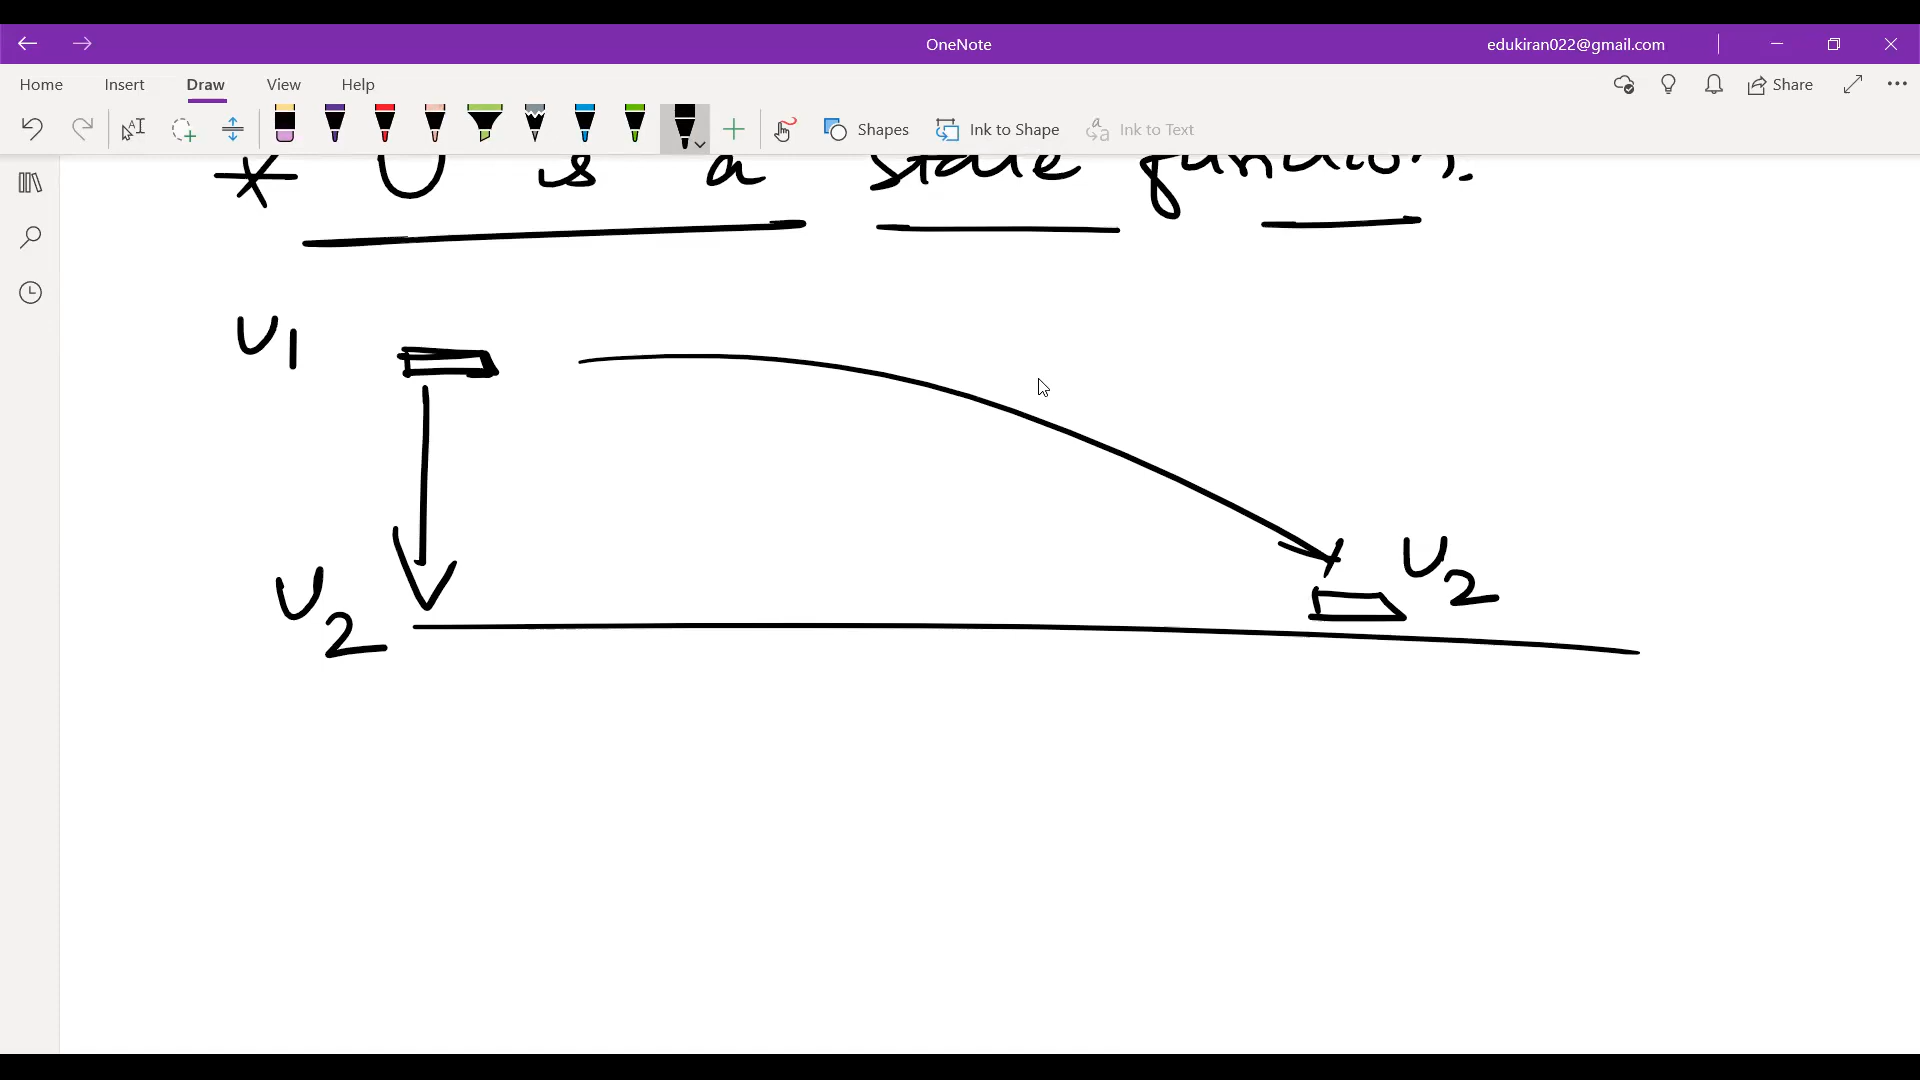 OneNote
edukiran022@gmail.com
Home Insert Draw View Help Share
Shapes Ink to Shape Ink to Text
* U is a state function.
U1
U2
U2